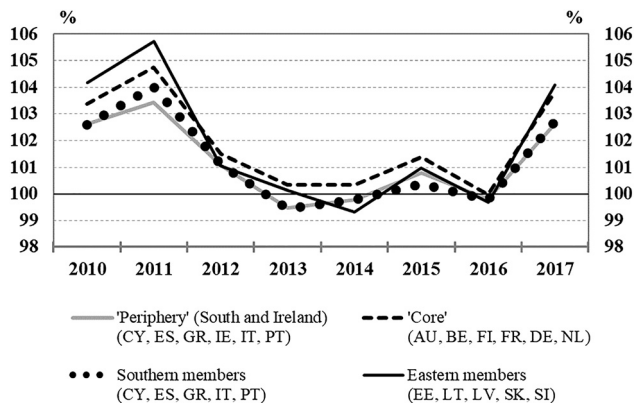 % %
106 106
105 105
104 104
103 103
102 102
101 101
100 100
99 99
98 98
2010 2011 2012 2013 2014 2015 2016 2017
'Periphery' (South and Ireland) 'Core'
(CY, ES, GR, IE, IT, PT) (AU, BE, FI, FR, DE, NL)
Southern members Eastern members
(CY, ES, GR, IT, PT) (EE, LT, LV, SK, SI)